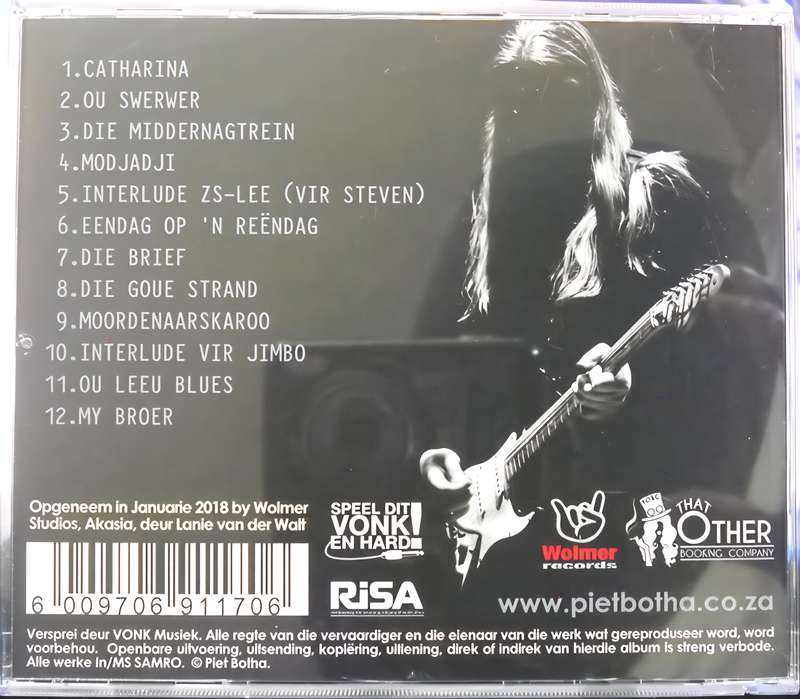 1.CATHARINA
2.OU SWERWER
3.DIE MIDDERNAGTREIN
4.MODJADJI
5.INTERLUDE ZS-LEE (VIR STEVEN)
6.EENDAG OP 'N REËNDAG
7.DIE BRIEF
8.DIE GOUE STRAND
9.MOORDENAARSKAROO
10.INTERLUDE VIR JIMBO
11.OU LEEU BLUES
12.MY BROER
Opgeneem in Januarie 2018 by Wolmer
Studios, Akasia, deur Lanie van der Walt
6 009706 911706
SPEEL DIT
VONK!
EN HARD
RiSA
Wolmer
racords
TOBC
THAT
OTHER
BOOKING COMPANY
www.pietbotha.co.za
Versprei deur VONK Musiek. Alle regte van die vervaardiger en die eienaar van die werk wat gereproduseer word, word
voorbehou. Openbare uitvoering, uitsending, kopiëring, uitlening, direk of indirek van hierdie album is streng verbode.
Alle werke In/MS SAMRO. © Piet Botha.